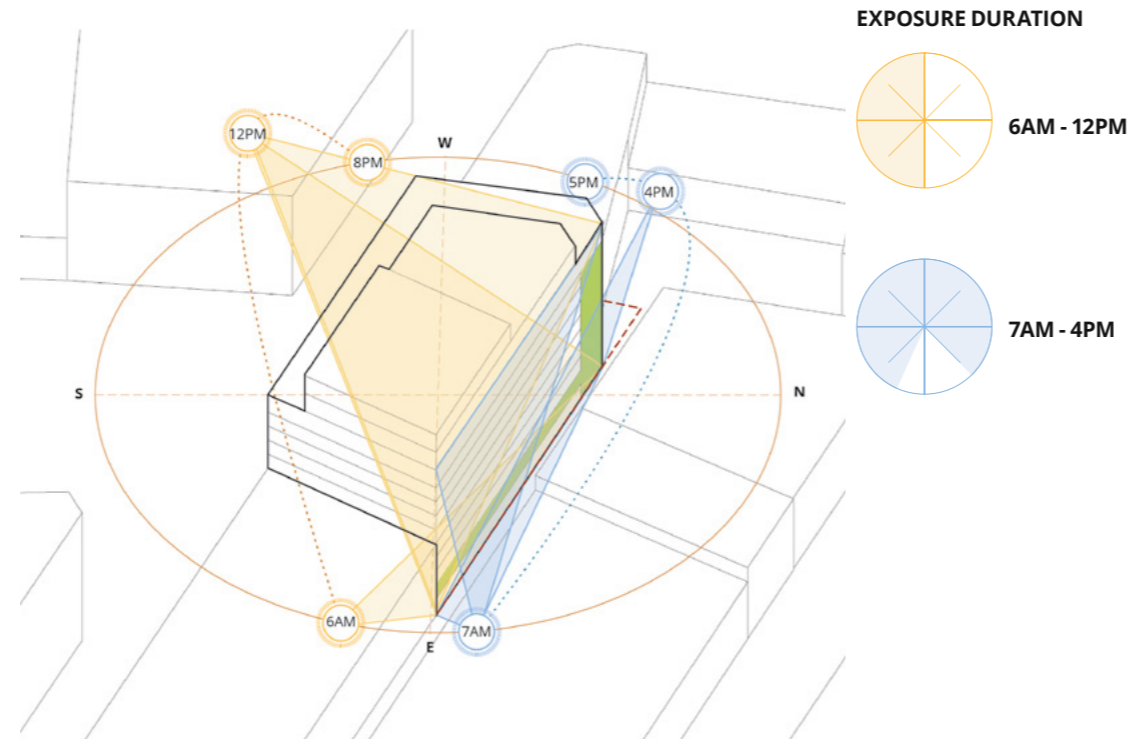 EXPOSURE DURATION
12PM
6AM - 12PM
W
8PM
5PM
4PM
7AM - 4PM
S
N
6AM
7AM
E